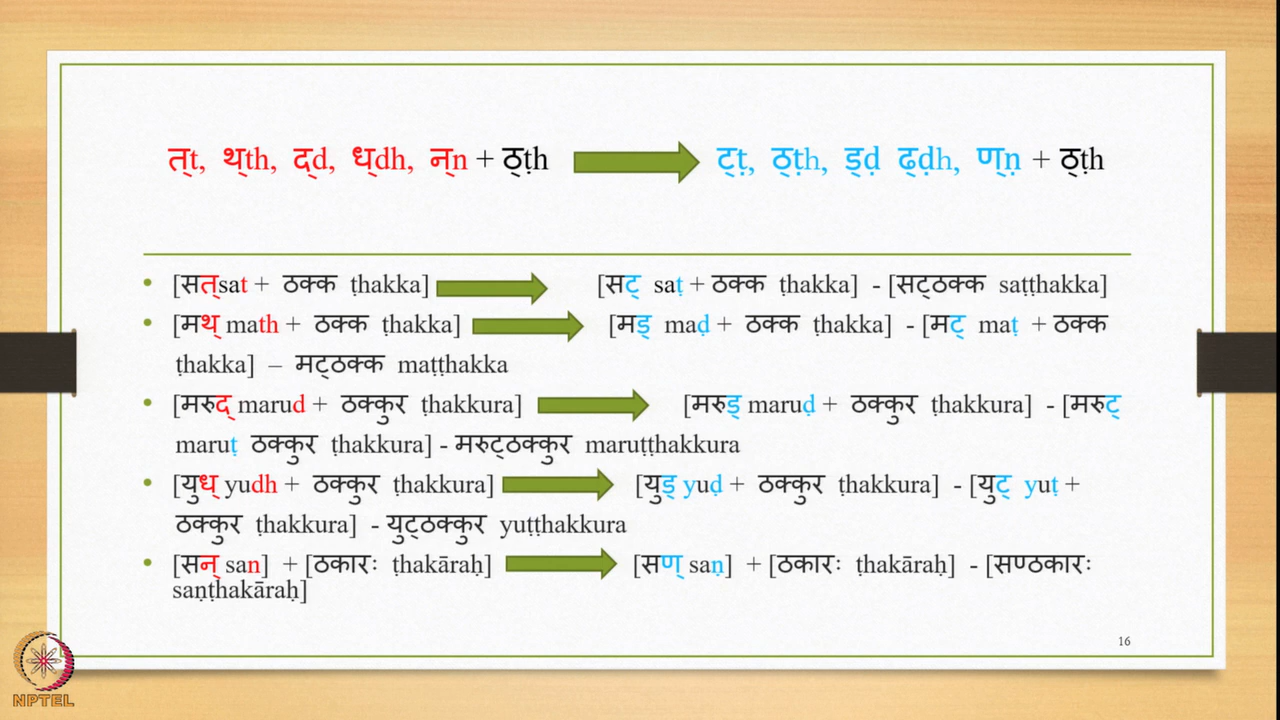 त्t, थ्th, द्d, ध्dh, न्n + ठ्ṭh ट्ṭ, ठ्ṭh, ड्ḍ ढ्ḍh, ण्ṇ + ठ्ṭh
• [सत्sat + ठक्क ṭhakka] [सट् saṭ + ठक्क ṭhakka] - [सट्ठक्क saṭṭhakka]
• [मथ् math + ठक्क ṭhakka] [मड् maḍ + ठक्क ṭhakka] - [मट् maṭ + ठक्क
ṭhakka] – मट्ठक्क maṭṭhakka
• [मरुद् marud + ठक्कुर ṭhakkura] [मरुड् maruḍ + ठक्कुर ṭhakkura] - [मरुट्
maruṭ ठक्कुर ṭhakkura] - मरुट्ठक्कुर maruṭṭhakkura
• [युध् yudh + ठक्कुर ṭhakkura] [युड् yuḍ + ठक्कुर ṭhakkura] - [युट् yuṭ +
ठक्कुर ṭhakkura] - युट्ठक्कुर yuṭṭhakkura
• [सन् san] + [ठकारः ṭhakāraḥ] [सण् saṇ] + [ठकारः ṭhakāraḥ] - [सण्ठकारः
saṇṭhakāraḥ]
16
NPTEL